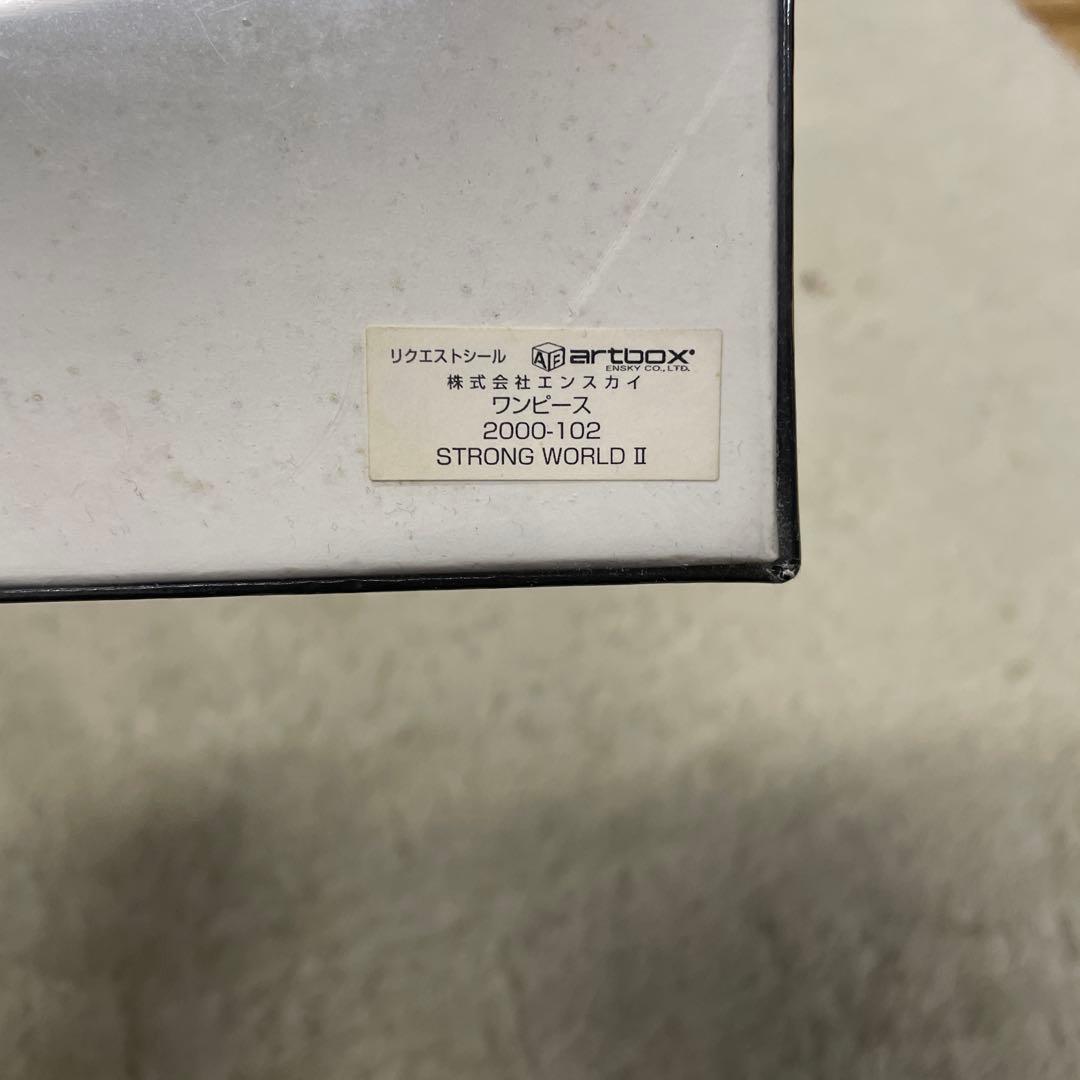 リクエストシール ATB artbox
ENSKY CO., LTD.
株式会社エンスカイ
ワンピース
2000-102
STRONG WORLD Ⅱ